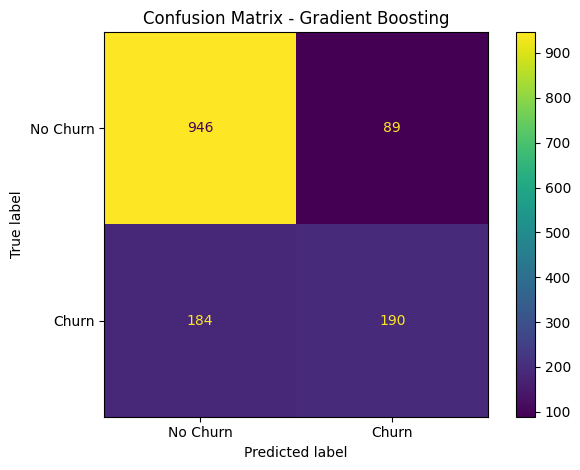 Confusion Matrix - Gradient Boosting
True label
No Churn
946
89
Churn
184
190
No Churn
Churn
Predicted label
900
800
700
600
500
400
300
200
100